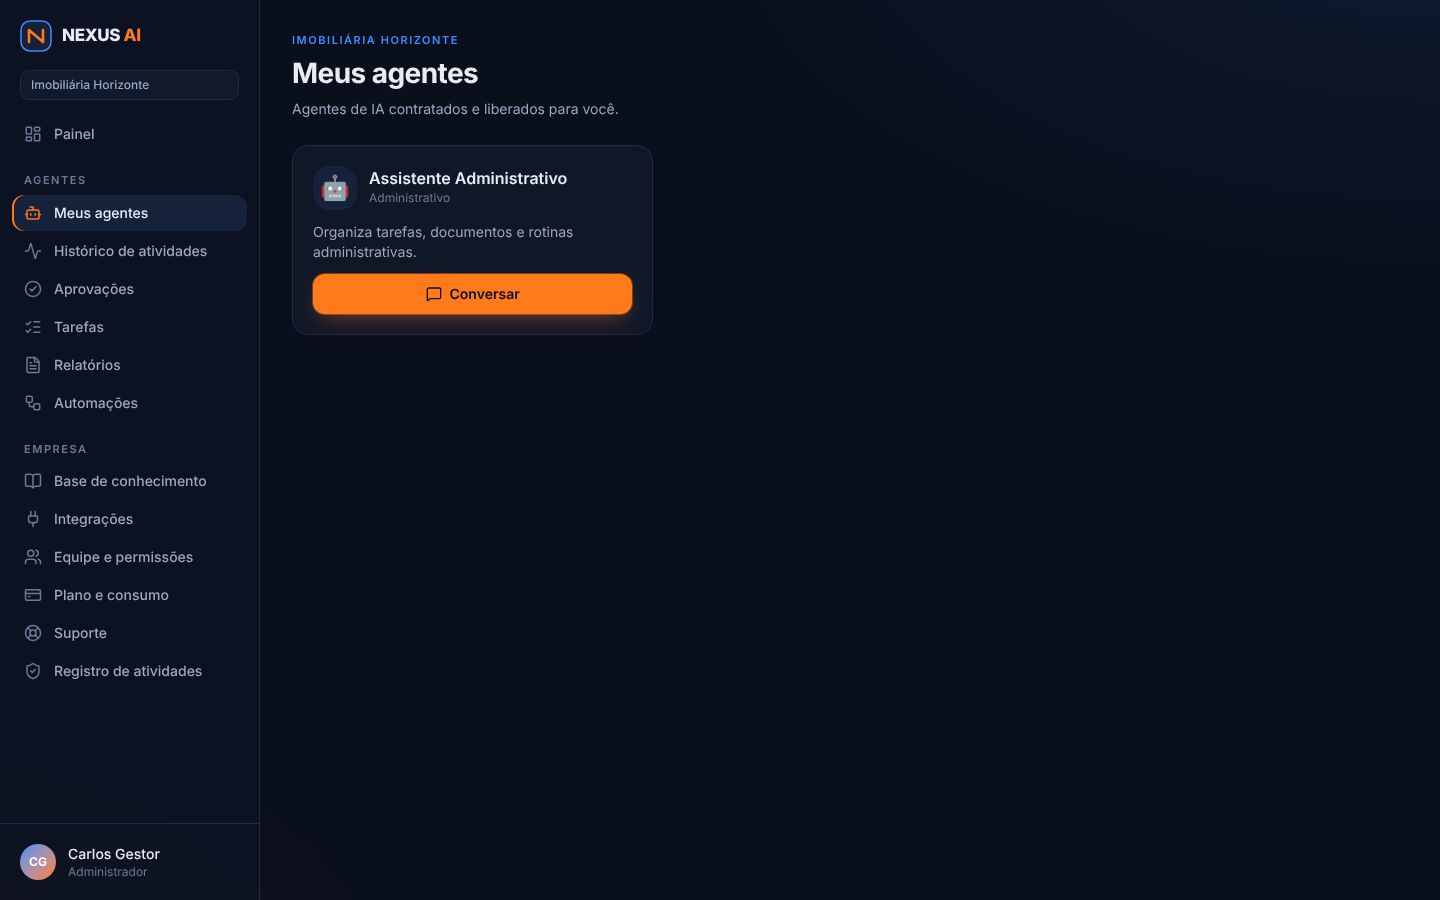 NEXUS AI
Imobiliária Horizonte
Painel
AGENTES
Meus agentes
Histórico de atividades
Aprovações
Tarefas
Relatórios
Automações
EMPRESA
Base de conhecimento
Integrações
Equipe e permissões
Plano e consumo
Suporte
Registro de atividades
CG
Carlos Gestor
Administrador
IMOBILIÁRIA HORIZONTE
Meus agentes
Agentes de IA contratados e liberados para você.
Assistente Administrativo
Administrativo
Organiza tarefas, documentos e rotinas
administrativas.
Conversar